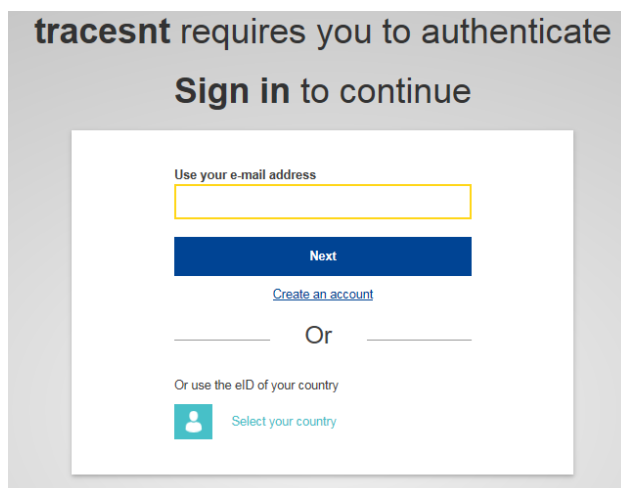 tracesnt requires you to authenticate
Sign in to continue
Use your e-mail address
Next
Create an account
Or
Or use the eID of your country
Select your country